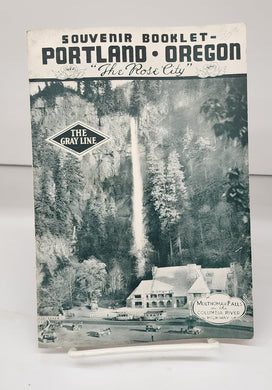 SOUVENIR BOOKLET-
PORTLAND • OREGON
"The Rose City"
THE
GRAY LINE
MULTNOMAH FALLS
on the
COLUMBIA RIVER
HIGHWAY